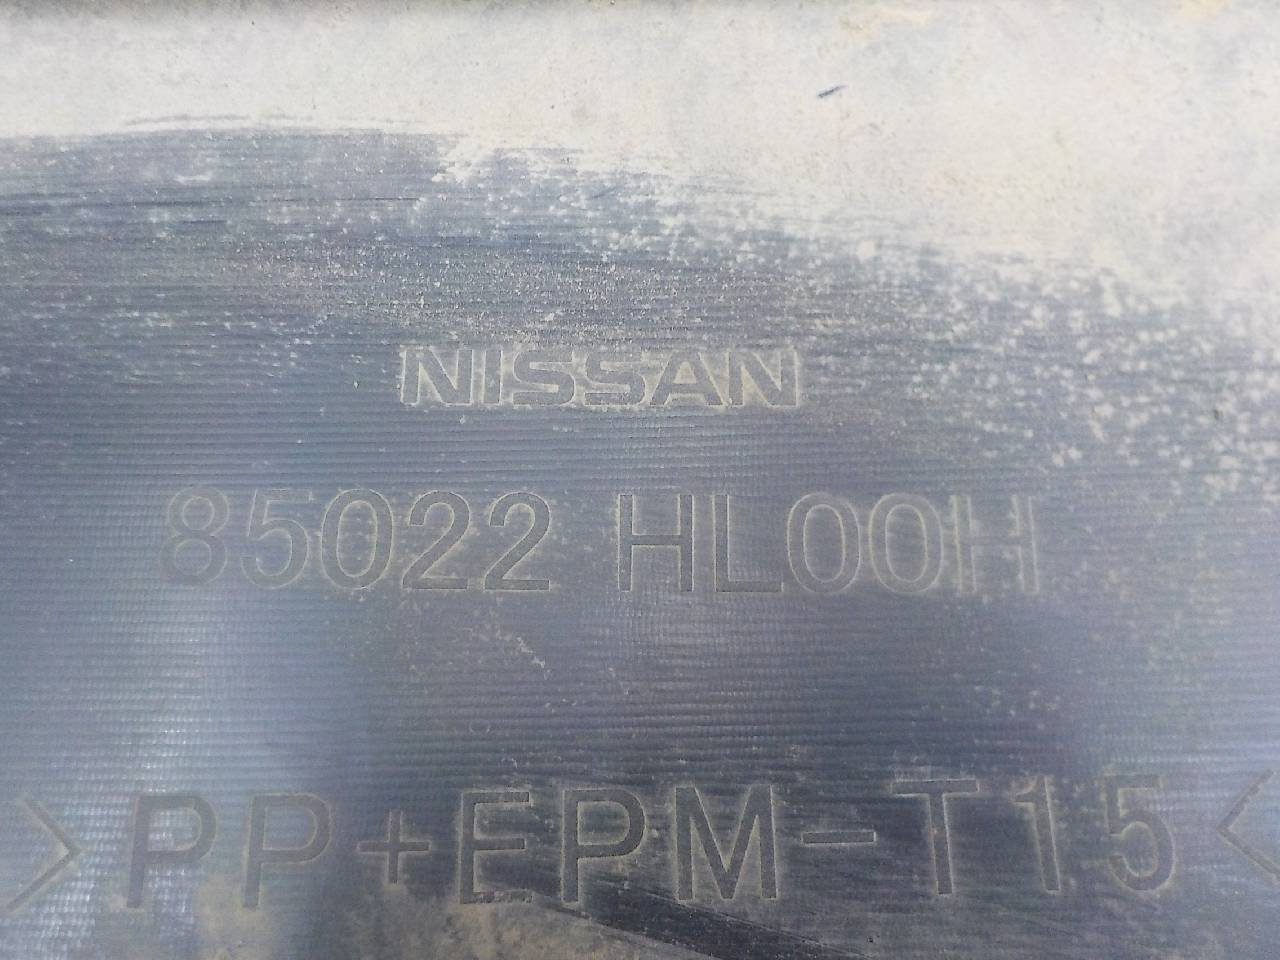 NISSAN
85022 HL00H
>PP+EPM-T15<